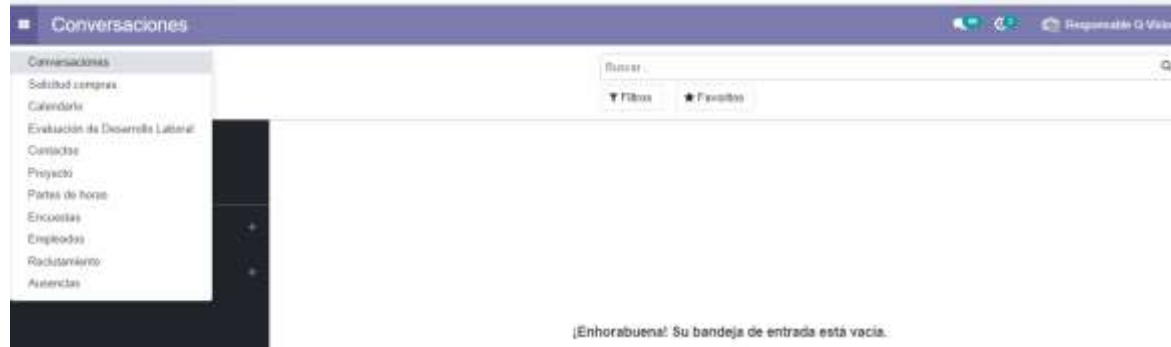 Conversaciones
Responsable Q-Vision
Conversaciones
Solicitud compras
Calendario
Evaluación de Desarrollo Laboral
Contactos
Proyecto
Partes de horas
Encuestas
Empleados
Reclutamiento
Ausencias
Buscar...
Filtros
Favoritos
¡Enhorabuena! Su bandeja de entrada está vacía.